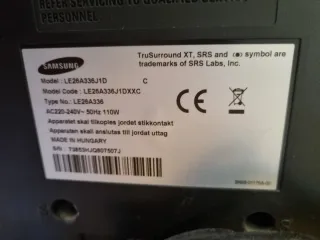 REFER SERVICING TO QUALIFIED SERVICE
SAMSUNG
TruSurround XT, SRS and (●) symbol are
trademarks of SRS Labs, Inc.
Model : LE26A336J1D C
Model Code : LE26A336J1DXXC
Type No.: LE26A336
AC220-240V~ 50Hz 110W
Apparatet skal tilkoples jordet stikkontakt
Apparaten skall anslutas till jordat uttag
MADE IN HUNGARY
S/N :